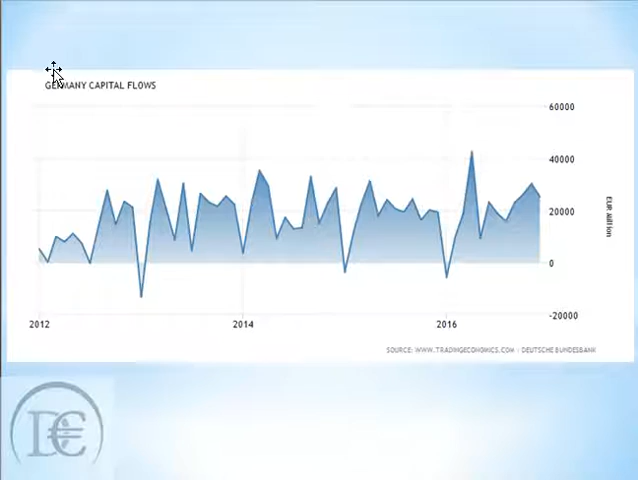 GERMANY CAPITAL FLOWS
60000
40000
20000
0
-20000
EUR Million
2012
2014
2016
SOURCE: WWW.TRADINGECONOMICS.COM | DEUTSCHE BUNDESBANK
D€